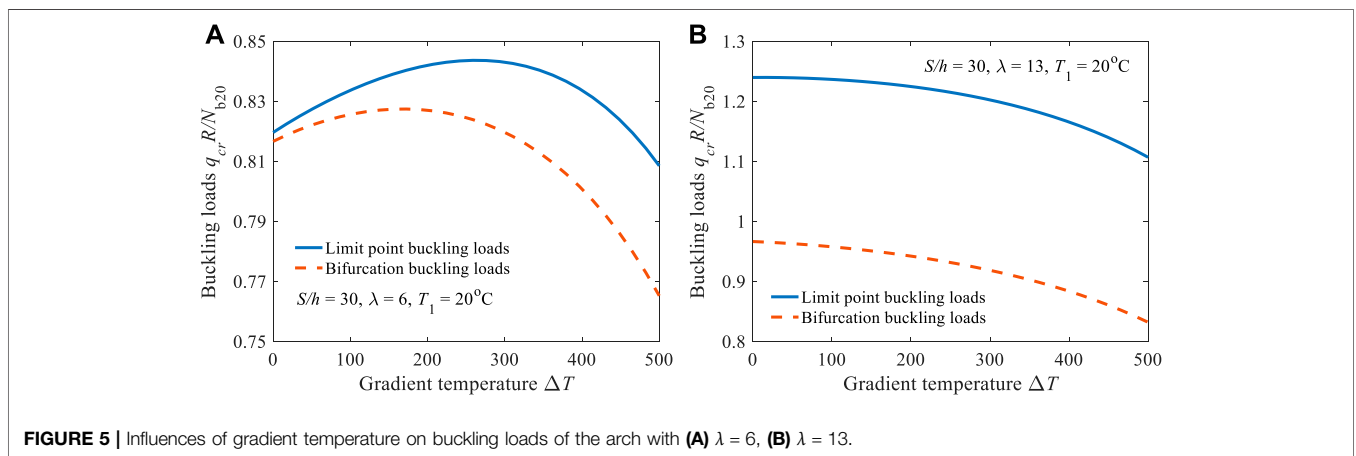 A
0.85
0.83
0.81
0.79
0.77
0.75
Buckling loads q_cr R/N_b20
Limit point buckling loads
Bifurcation buckling loads
S/h = 30, λ = 6, T_1 = 20°C
0 100 200 300 400 500
Gradient temperature ΔT
B
1.3
1.2
1.1
1
0.9
0.8
Buckling loads q_cr R/N_b20
S/h = 30, λ = 13, T_1 = 20°C
Limit point buckling loads
Bifurcation buckling loads
0 100 200 300 400 500
Gradient temperature ΔT
FIGURE 5 | Influences of gradient temperature on buckling loads of the arch with (A) λ = 6, (B) λ = 13.